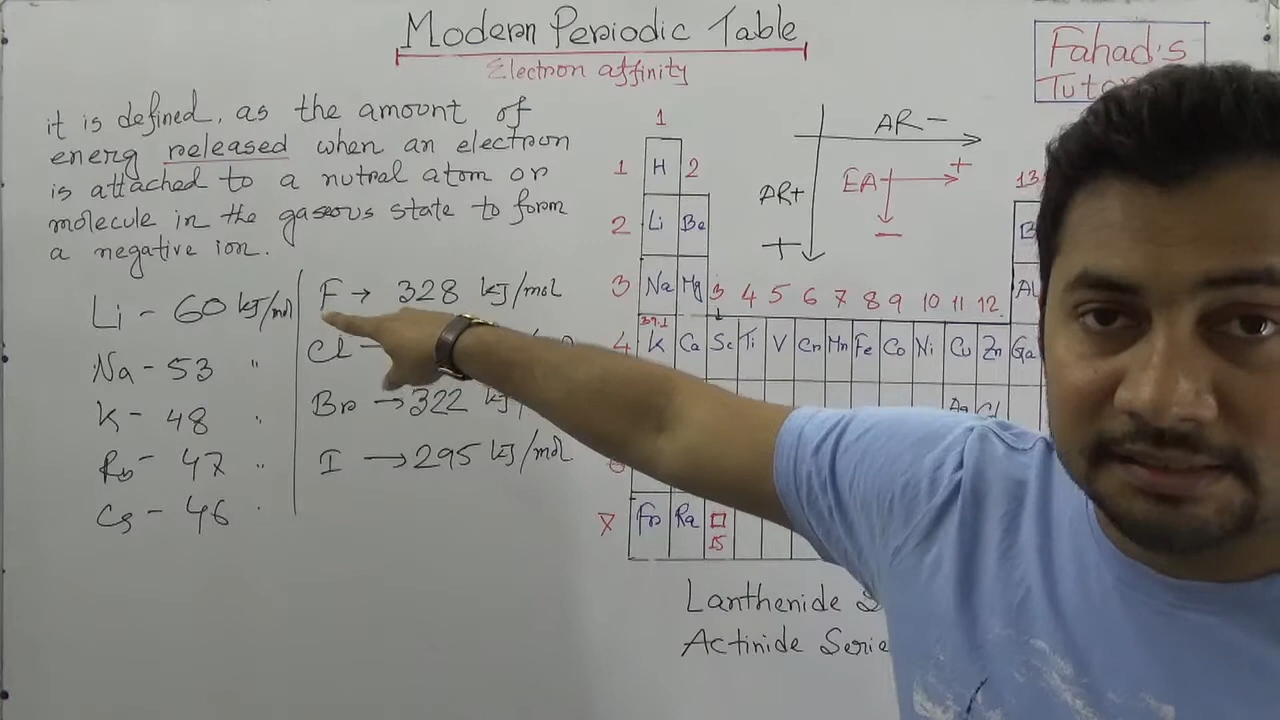 Modern Periodic Table
Electron affinity
Fahad's
it is defined, as the amount of
energ released when an electron
is attached to a nutral atom or
molecule in the gaseous state to form
a negative ion.
Li - 60 kJ/mol
Na - 53 "
K - 48 "
Rb - 47 "
Cs - 46 "
F → 328 kJ/mol
Cl
Br → 322
I → 295 kJ/mol
AR -
AR +
+
EA
+
-
1
1 H 2 13
2 Li Be B
3 Na Mg 3 4 5 6 7 8 9 10 11 12 Al
39.1
4 K Ca Sc Ti V Cr Mn Fe Co Ni Cu Zn Ga
Ag
Fr Ra
15
Lanthenide
Actinide Serie